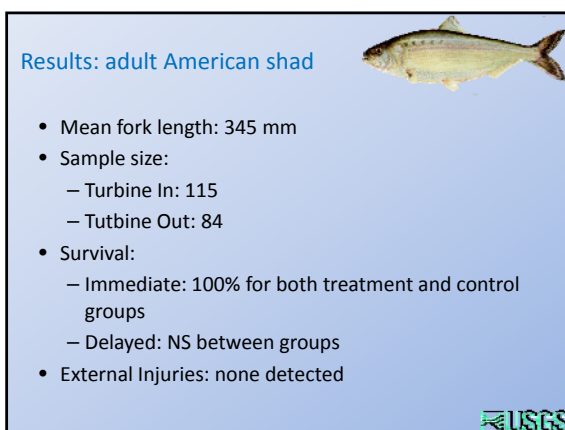 Results: adult American shad
• Mean fork length: 345 mm
• Sample size:
– Turbine In: 115
– Tutbine Out: 84
• Survival:
– Immediate: 100% for both treatment and control
groups
– Delayed: NS between groups
• External Injuries: none detected
USGS